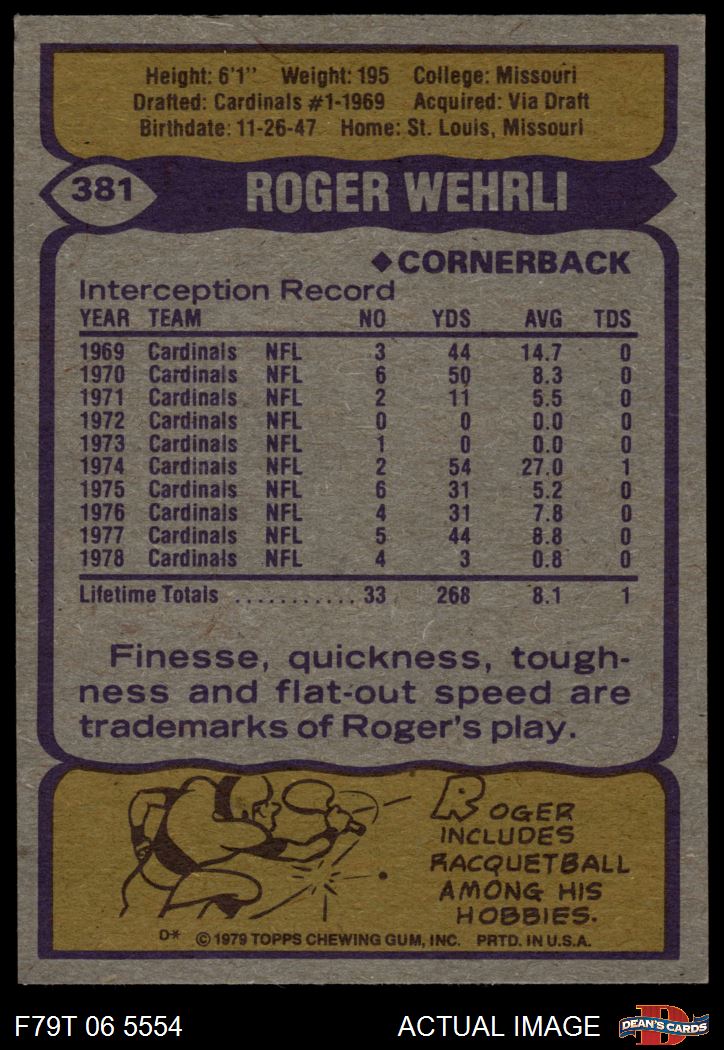 Height: 6'1" Weight: 195 College: Missouri
Drafted: Cardinals #1-1969 Acquired: Via Draft
Birthdate: 11-26-47 Home: St. Louis, Missouri
381 ROGER WEHRLI
◆CORNERBACK
Interception Record
YEAR TEAM NO YDS AVG TDS
1969 Cardinals NFL 3 44 14.7 0
1970 Cardinals NFL 6 50 8.3 0
1971 Cardinals NFL 2 11 5.5 0
1972 Cardinals NFL 0 0 0.0 0
1973 Cardinals NFL 1 0 0.0 0
1974 Cardinals NFL 2 54 27.0 1
1975 Cardinals NFL 6 31 5.2 0
1976 Cardinals NFL 4 31 7.8 0
1977 Cardinals NFL 5 44 8.8 0
1978 Cardinals NFL 4 3 0.8 0
Lifetime Totals ........... 33 268 8.1 1
Finesse, quickness, tough-
ness and flat-out speed are
trademarks of Roger's play.
ROGER
INCLUDES
RACQUETBALL
AMONG HIS
HOBBIES.
D* © 1979 TOPPS CHEWING GUM, INC. PRTD. IN U.S.A.
F79T 06 5554 ACTUAL IMAGE D DEAN'S CARDS